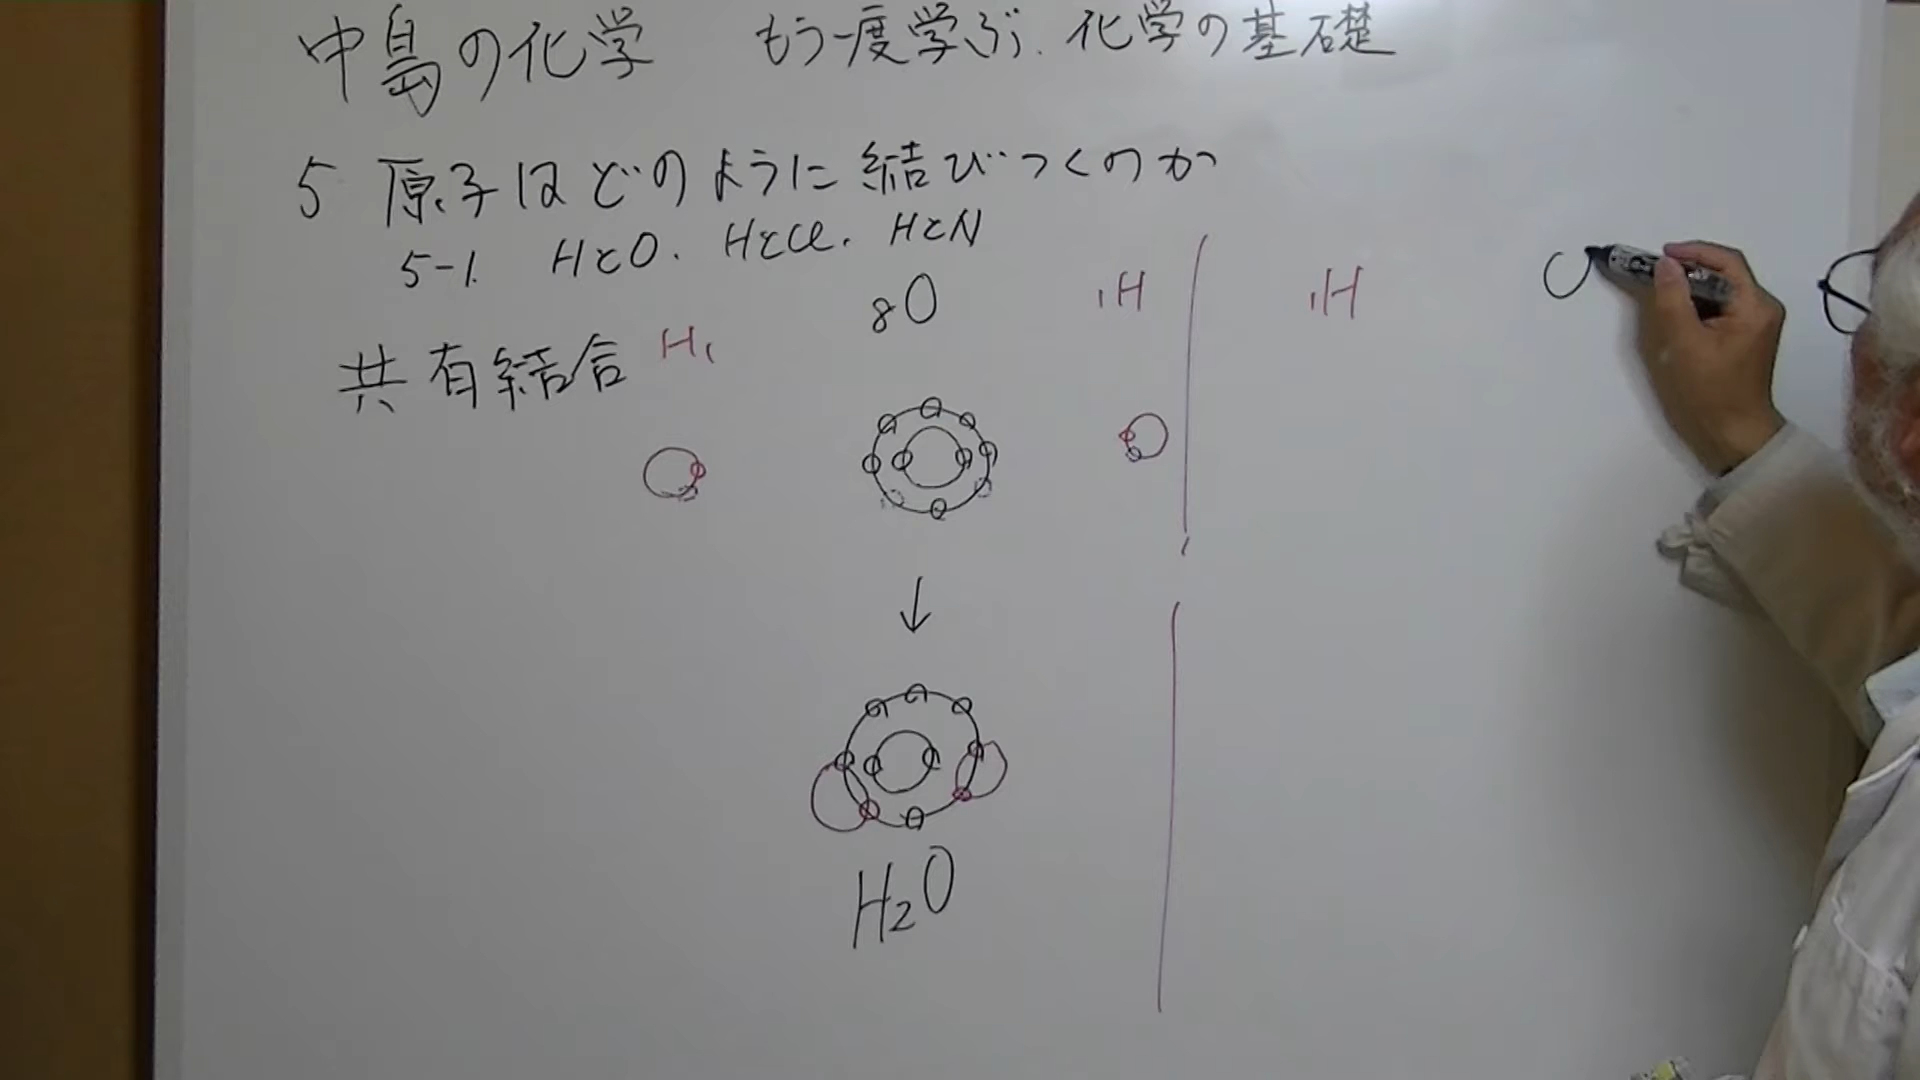 中島の化学 もう一度学ぶ.化学の基礎
5 原子はどのように結びつくのか
5-1. HとO. HとCl. HとN
共有結合 H₁ ₈O ₁H ₁H C
↓
H₂O